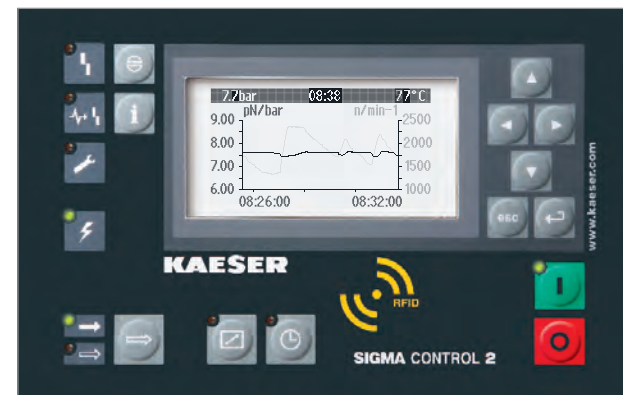 7.7bar 08:38 77°C
pN/bar n/min-1
9.00 2500
8.00 2000
7.00 1500
6.00 1000
08:26:00 08:32:00
i
esc
www.kaeser.com
KAESER
RFID
I
O
SIGMA CONTROL 2